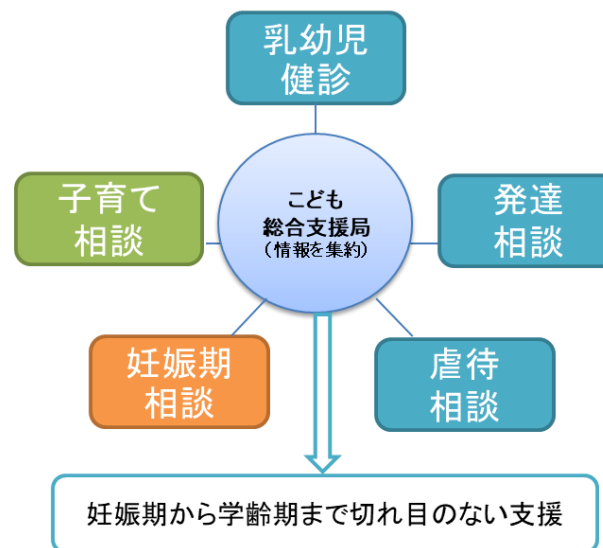 乳幼児
健診
子育て
相談
こども
総合支援局
（情報を集約）
発達
相談
妊娠期
相談
虐待
相談
妊娠期から学齢期まで切れ目のない支援